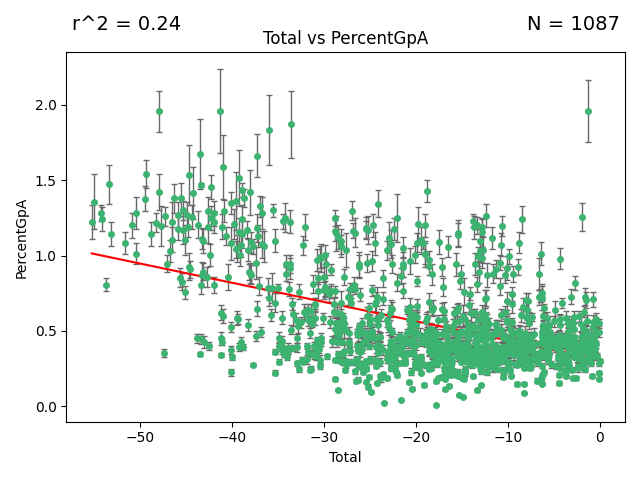 r^2 = 0.24
N = 1087
Total vs PercentGpA
PercentGpA
2.0
1.5
1.0
0.5
0.0
−50
−40
−30
−20
−10
0
Total